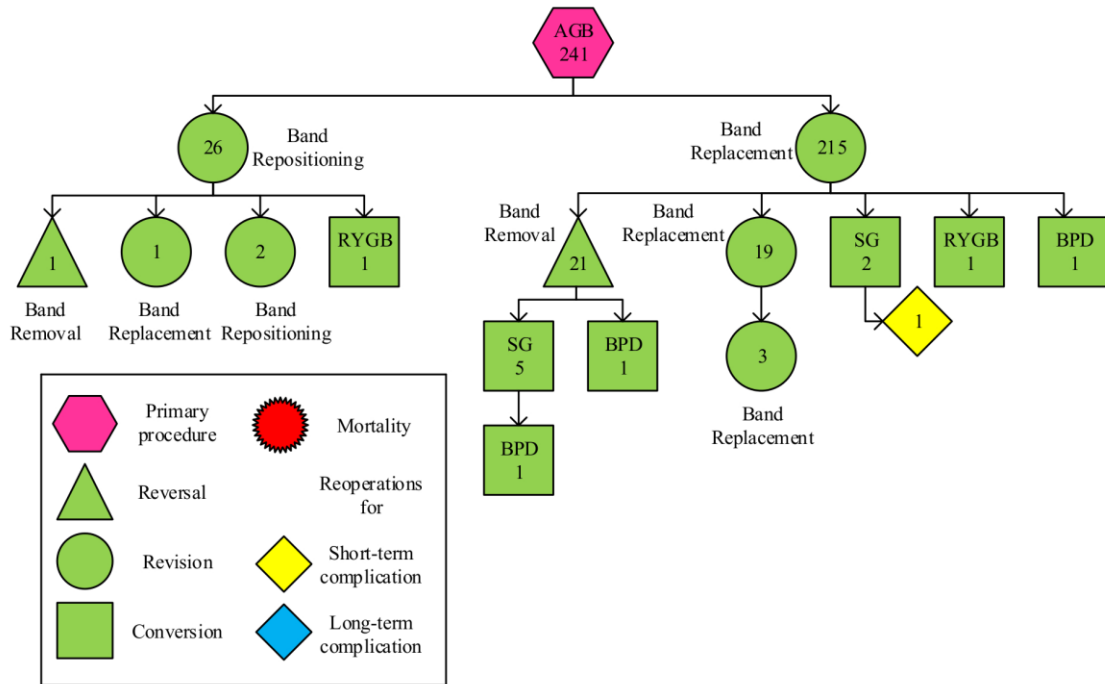 AGB
241
26
Band
Repositioning
Band
Replacement
215
1
Band
Removal
1
Band
Replacement
2
Band
Repositioning
RYGB
1
Band
Removal
21
Band
Replacement
19
SG
2
RYGB
1
BPD
1
1
SG
5
BPD
1
3
Band
Replacement
BPD
1
Primary
procedure
Mortality
Reversal
Reoperations for
Revision
Short-term
complication
Conversion
Long-term
complication